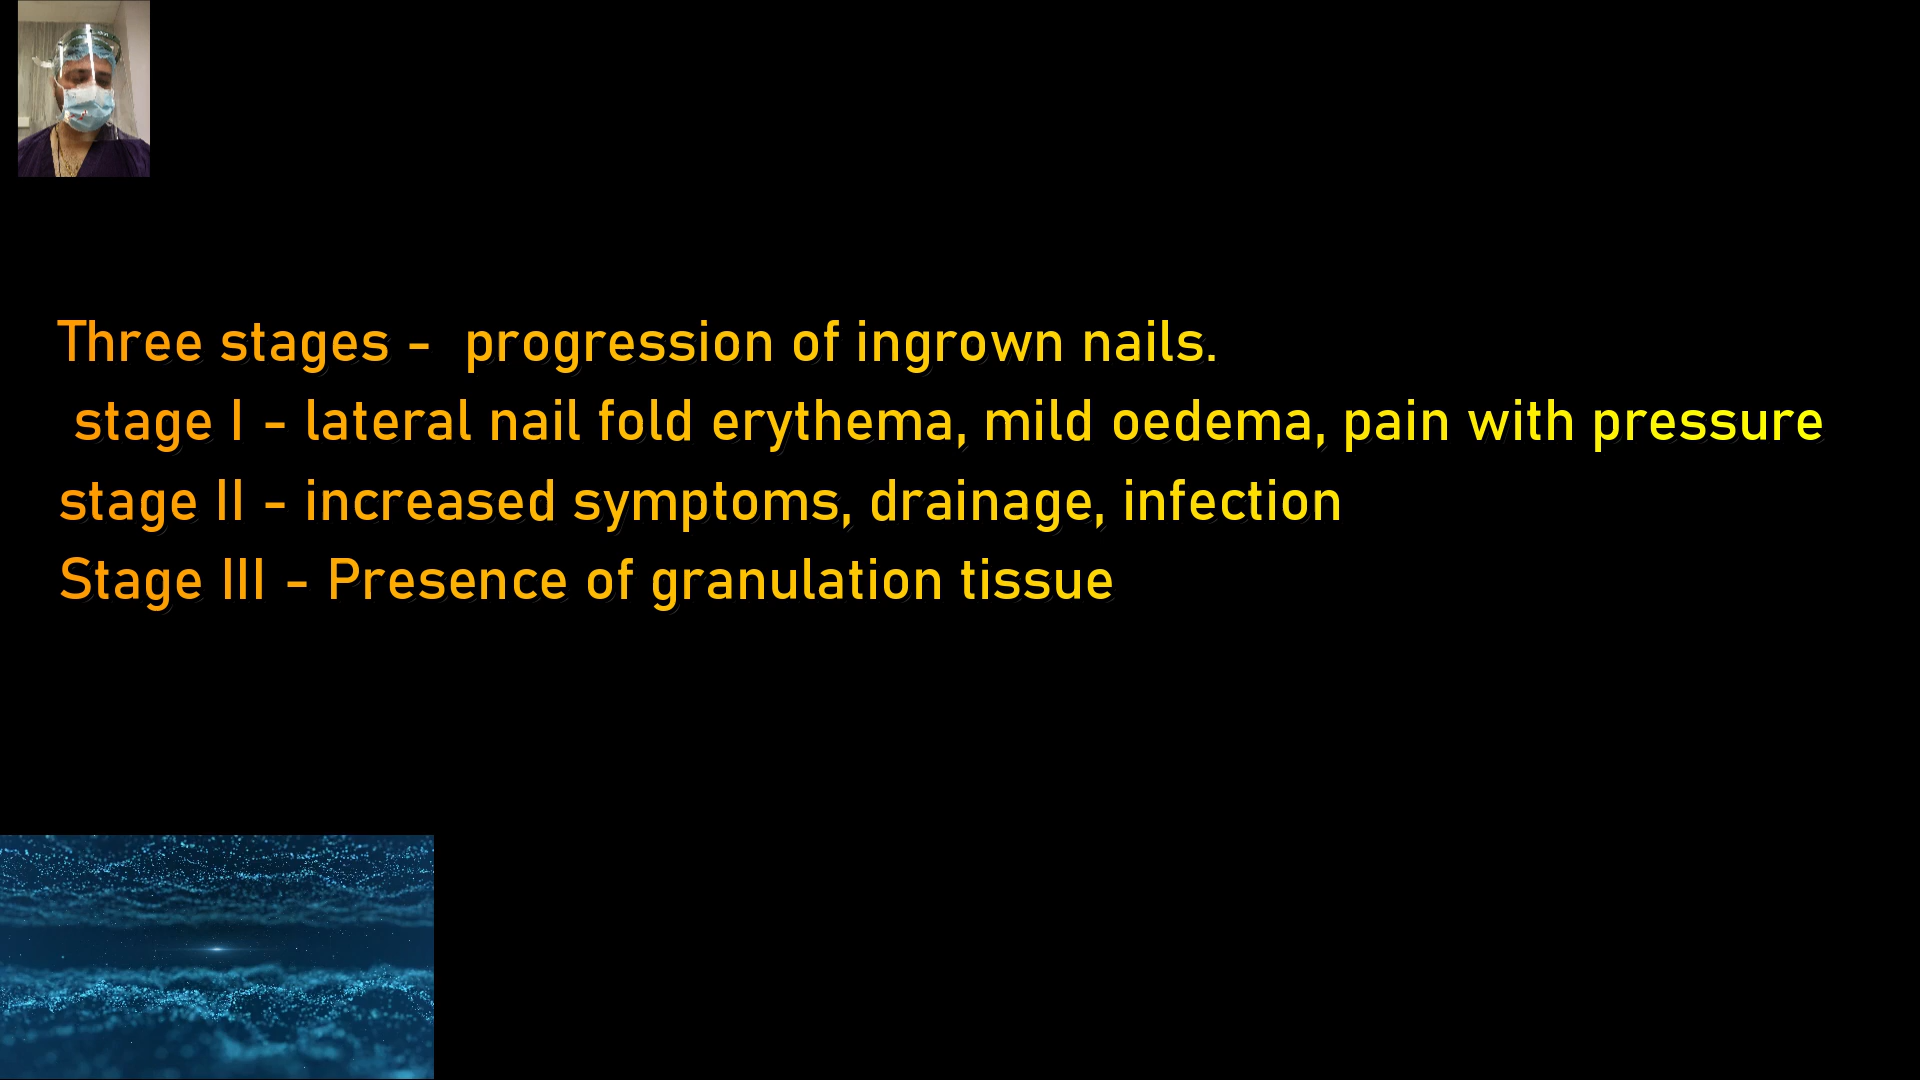 Three stages -  progression of ingrown nails.
stage I - lateral nail fold erythema, mild oedema, pain with pressure
stage II - increased symptoms, drainage, infection
Stage III - Presence of granulation tissue